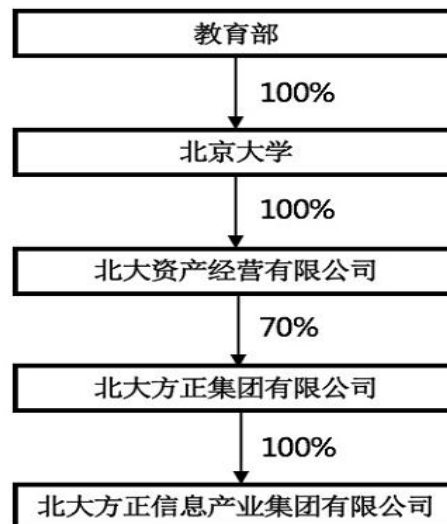 教育部
100%
北京大学
100%
北大资产经营有限公司
70%
北大方正集团有限公司
100%
北大方正信息产业集团有限公司